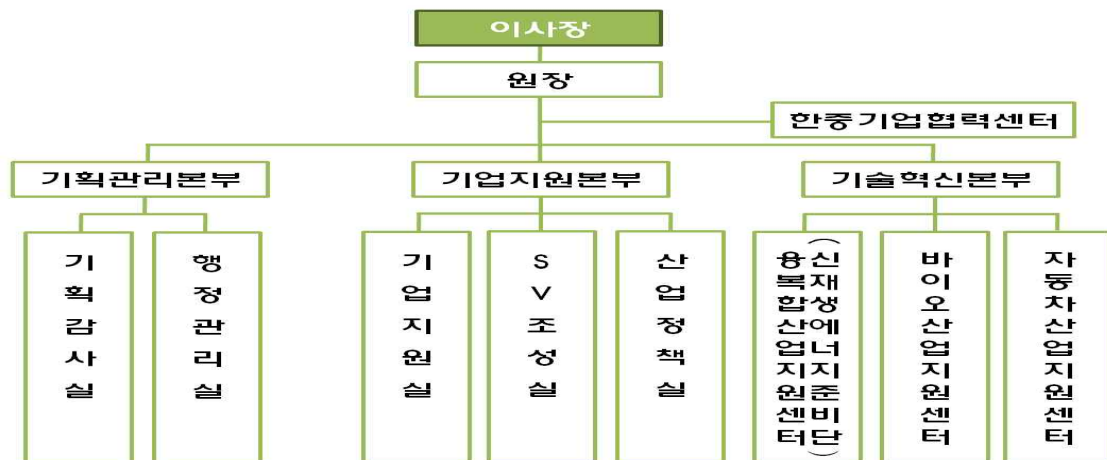 이사장
원장
한중기업협력센터
기획관리본부
기업지원본부
기술혁신본부
기획감사실
행정관리실
기업지원실
SV조성실
산업정책실
융복합산업지원센터
(신재생에너지준비단)
바이오산업지원센터
자동차산업지원센터